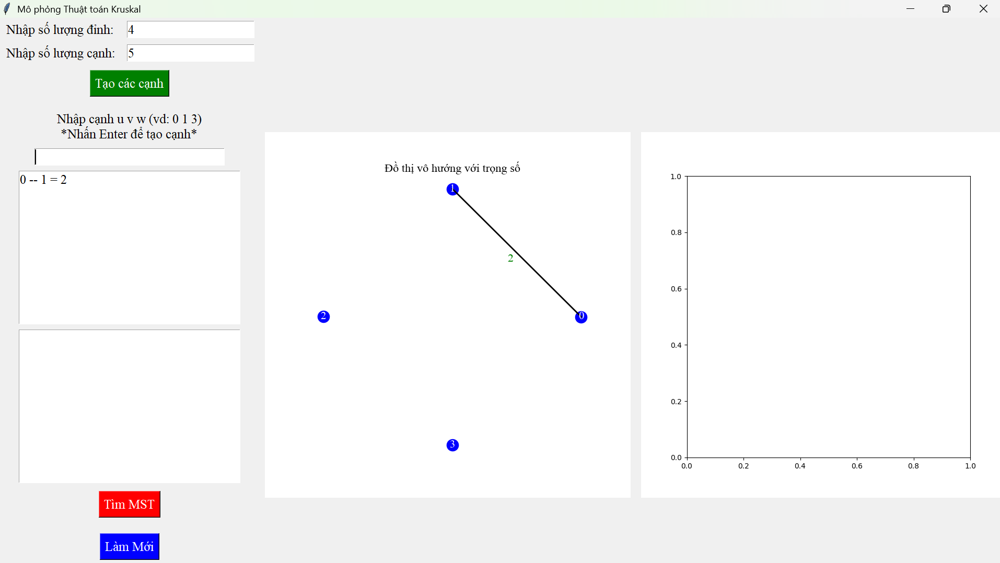 Mô phỏng Thuật toán Kruskal
Nhập số lượng đỉnh: 4
Nhập số lượng cạnh: 5
Tạo các cạnh
Nhập cạnh u v w (vd: 0 1 3)
*Nhấn Enter để tạo cạnh*
0 -- 1 = 2
Tìm MST
Làm Mới
Đồ thị vô hướng với trọng số
1
2
2
0
3
1.0
0.8
0.6
0.4
0.2
0.0
0.0 0.2 0.4 0.6 0.8 1.0